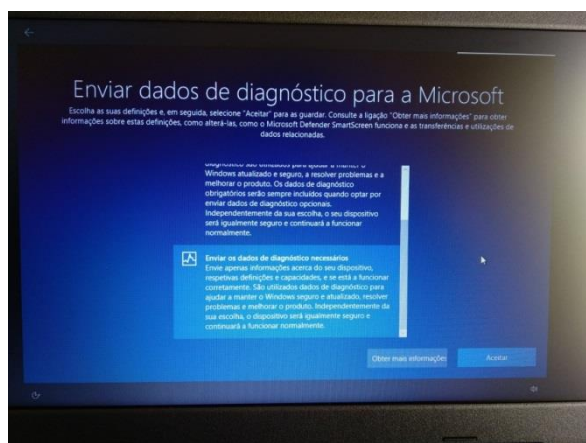 Enviar dados de diagnóstico para a Microsoft
Escolha as suas definições e, em seguida, selecione "Aceitar" para as guardar. Consulte a ligação "Obter mais informações" para obter
informações sobre estas definições, como alterá-las, como o Microsoft Defender SmartScreen funciona e as transferências e utilizações de
dados relacionadas.
diagnóstico são utilizados para ajudar a manter o
Windows atualizado e seguro, a resolver problemas e a
melhorar o produto. Os dados de diagnóstico
obrigatórios serão sempre incluídos quando optar por
enviar dados de diagnóstico opcionais.
Independentemente da sua escolha, o seu dispositivo
será igualmente seguro e continuará a funcionar
normalmente.
Enviar os dados de diagnóstico necessários
Envie apenas informações acerca do seu dispositivo,
respetivas definições e capacidades, e se está a funcionar
corretamente. São utilizados dados de diagnóstico para
ajudar a manter o Windows seguro e atualizado, resolver
problemas e melhorar o produto. Independentemente da
sua escolha, o dispositivo será igualmente seguro e
continuará a funcionar normalmente.
Obter mais informações
Aceitar